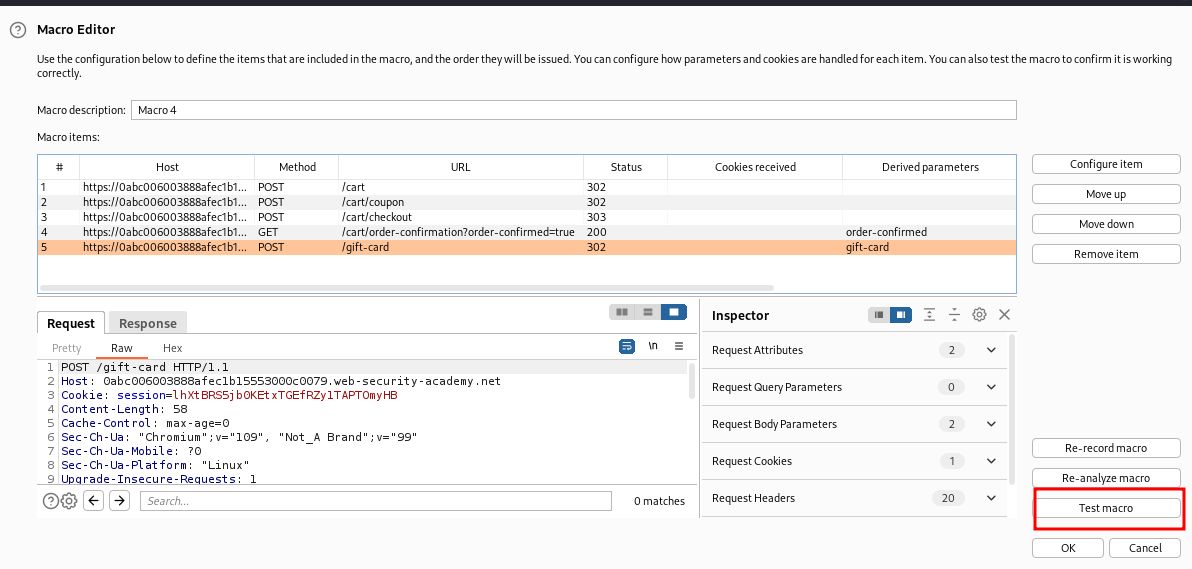 Macro Editor
Use the configuration below to define the items that are included in the macro, and the order they will be issued. You can configure how parameters and cookies are handled for each item. You can also test the macro to confirm it is working
correctly.
Macro description: Macro 4
Macro items:
# Host Method URL Status Cookies received Derived parameters
1 https://0abc006003888afec1b1... POST /cart 302
2 https://0abc006003888afec1b1... POST /cart/coupon 302
3 https://0abc006003888afec1b1... POST /cart/checkout 303
4 https://0abc006003888afec1b1... GET /cart/order-confirmation?order-confirmed=true 200 order-confirmed
5 https://0abc006003888afec1b1... POST /gift-card 302 gift-card
Configure item
Move up
Move down
Remove item
Request Response
Pretty Raw Hex
\n
1 POST /gift-card HTTP/1.1
2 Host: 0abc006003888afec1b15553000c0079.web-security-academy.net
3 Cookie: session=lhXtBRS5jb0KEtxTGEfRZy1TAPTOmyHB
4 Content-Length: 58
5 Cache-Control: max-age=0
6 Sec-Ch-Ua: "Chromium";v="109", "Not_A Brand";v="99"
7 Sec-Ch-Ua-Mobile: ?0
8 Sec-Ch-Ua-Platform: "Linux"
9 Upgrade-Insecure-Requests: 1
Search...
0 matches
Inspector
Request Attributes 2
Request Query Parameters 0
Request Body Parameters 2
Request Cookies 1
Request Headers 20
Re-record macro
Re-analyze macro
Test macro
OK Cancel